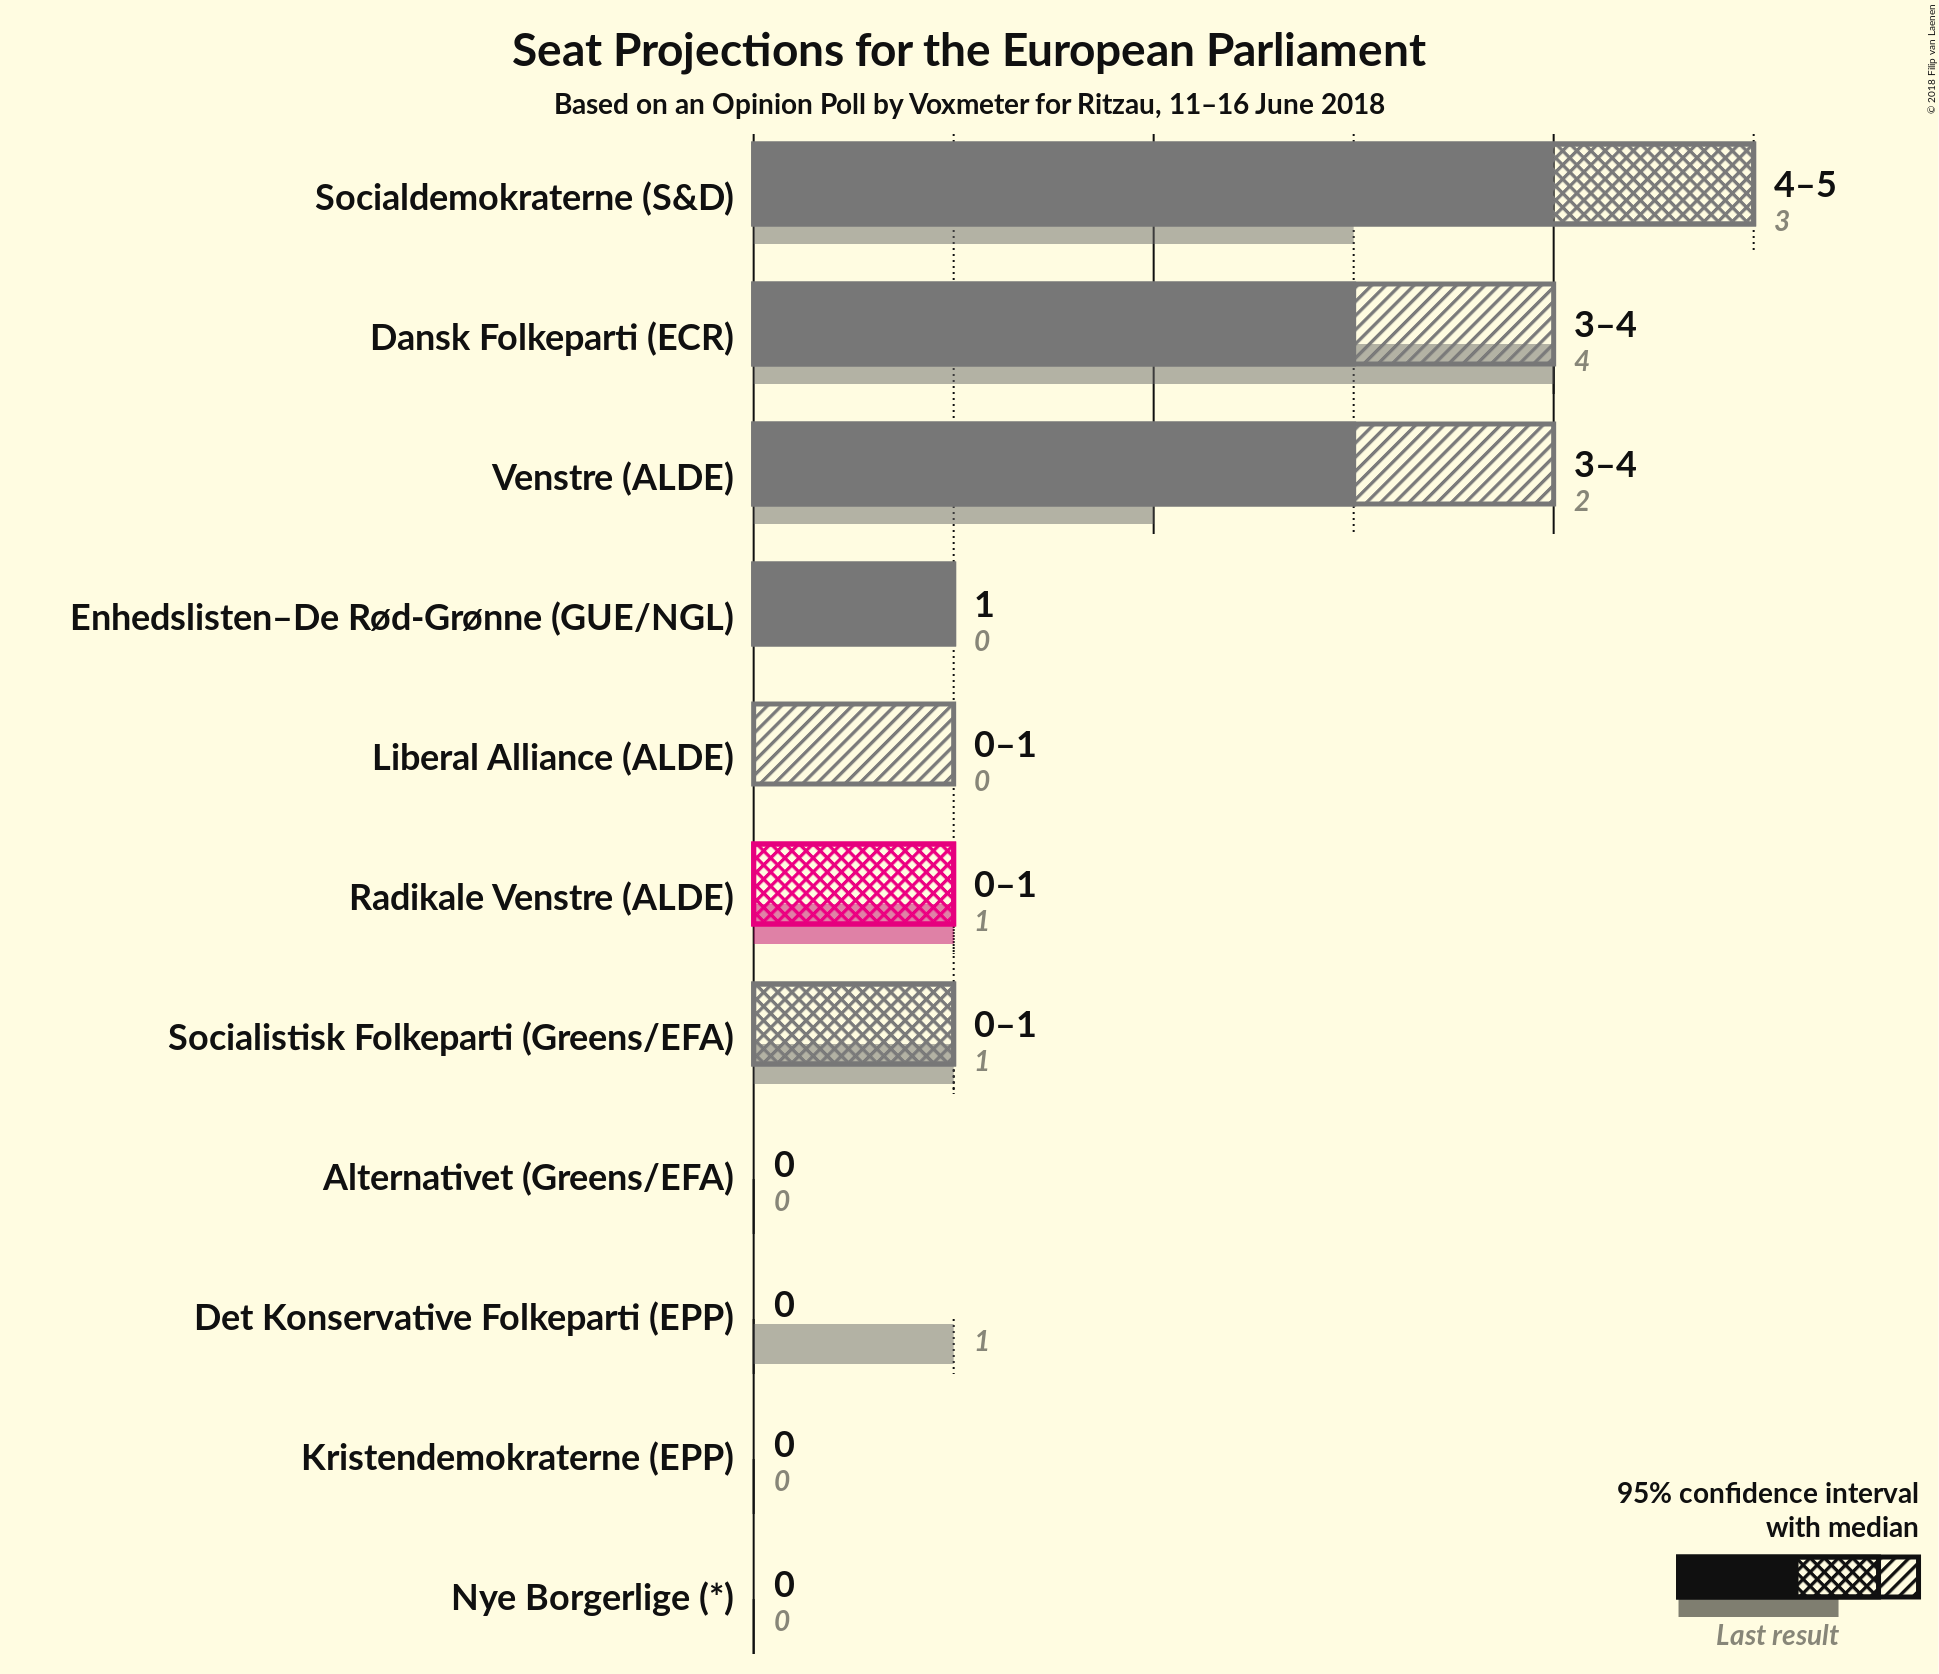 Seat Projections for the European Parliament
Based on an Opinion Poll by Voxmeter for Ritzau, 11–16 June 2018
© 2018 Filip van Laenen
Socialdemokraterne (S&D)
4–5
3
Dansk Folkeparti (ECR)
3–4
4
Venstre (ALDE)
3–4
2
Enhedslisten–De Rød-Grønne (GUE/NGL)
1
0
Liberal Alliance (ALDE)
0–1
0
Radikale Venstre (ALDE)
0–1
1
Socialistisk Folkeparti (Greens/EFA)
0–1
1
Alternativet (Greens/EFA)
0
0
Det Konservative Folkeparti (EPP)
0
1
Kristendemokraterne (EPP)
0
0
Nye Borgerlige (*)
0
0
95% confidence interval
with median
Last result